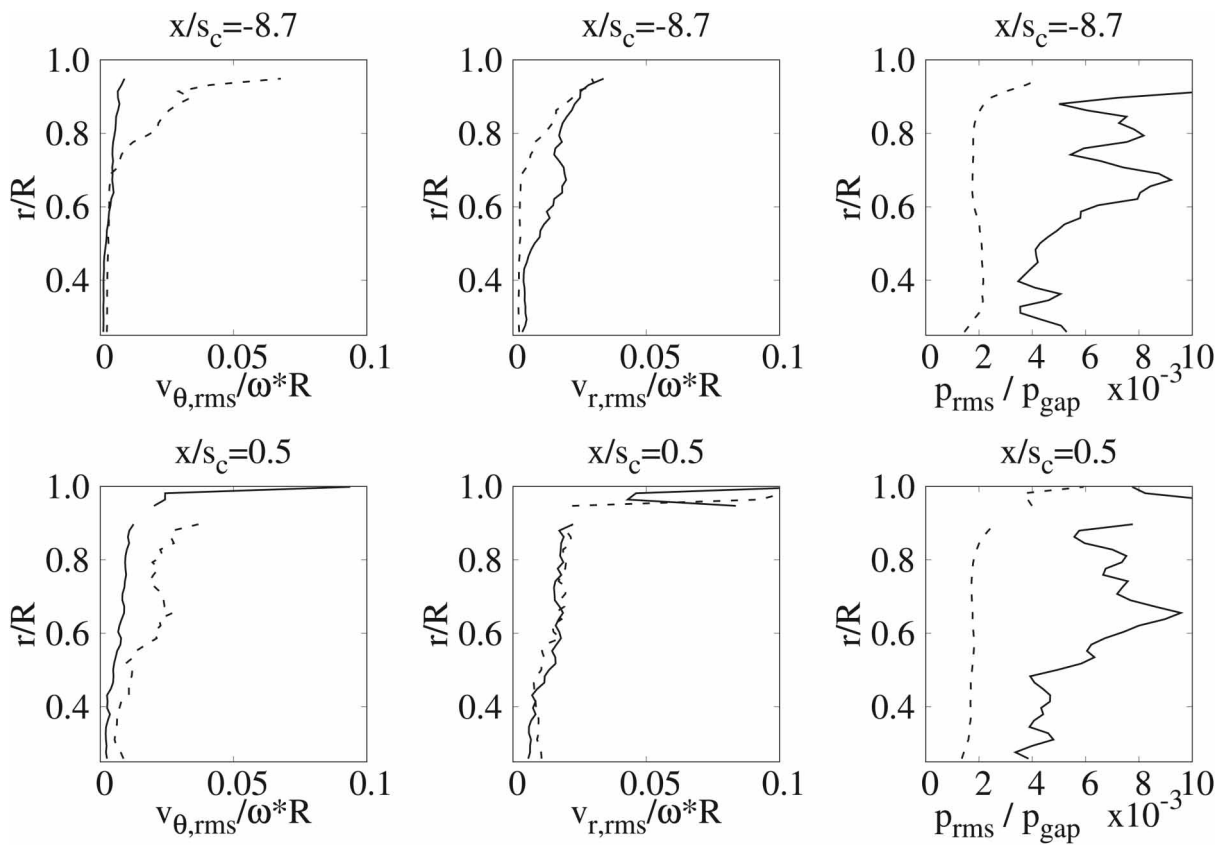 x/s_c=-8.7 x/s_c=-8.7 x/s_c=-8.7
1.0 1.0 1.0
0.8 0.8 0.8
r/R r/R r/R
0.6 0.6 0.6
0.4 0.4 0.4
0 0.05 0.1 0 0.05 0.1 0 2 4 6 8 10
v_θ,rms/ω*R v_r,rms/ω*R p_rms / p_gap x10^-3
x/s_c=0.5 x/s_c=0.5 x/s_c=0.5
1.0 1.0 1.0
0.8 0.8 0.8
r/R r/R r/R
0.6 0.6 0.6
0.4 0.4 0.4
0 0.05 0.1 0 0.05 0.1 0 2 4 6 8 10
v_θ,rms/ω*R v_r,rms/ω*R p_rms / p_gap x10^-3